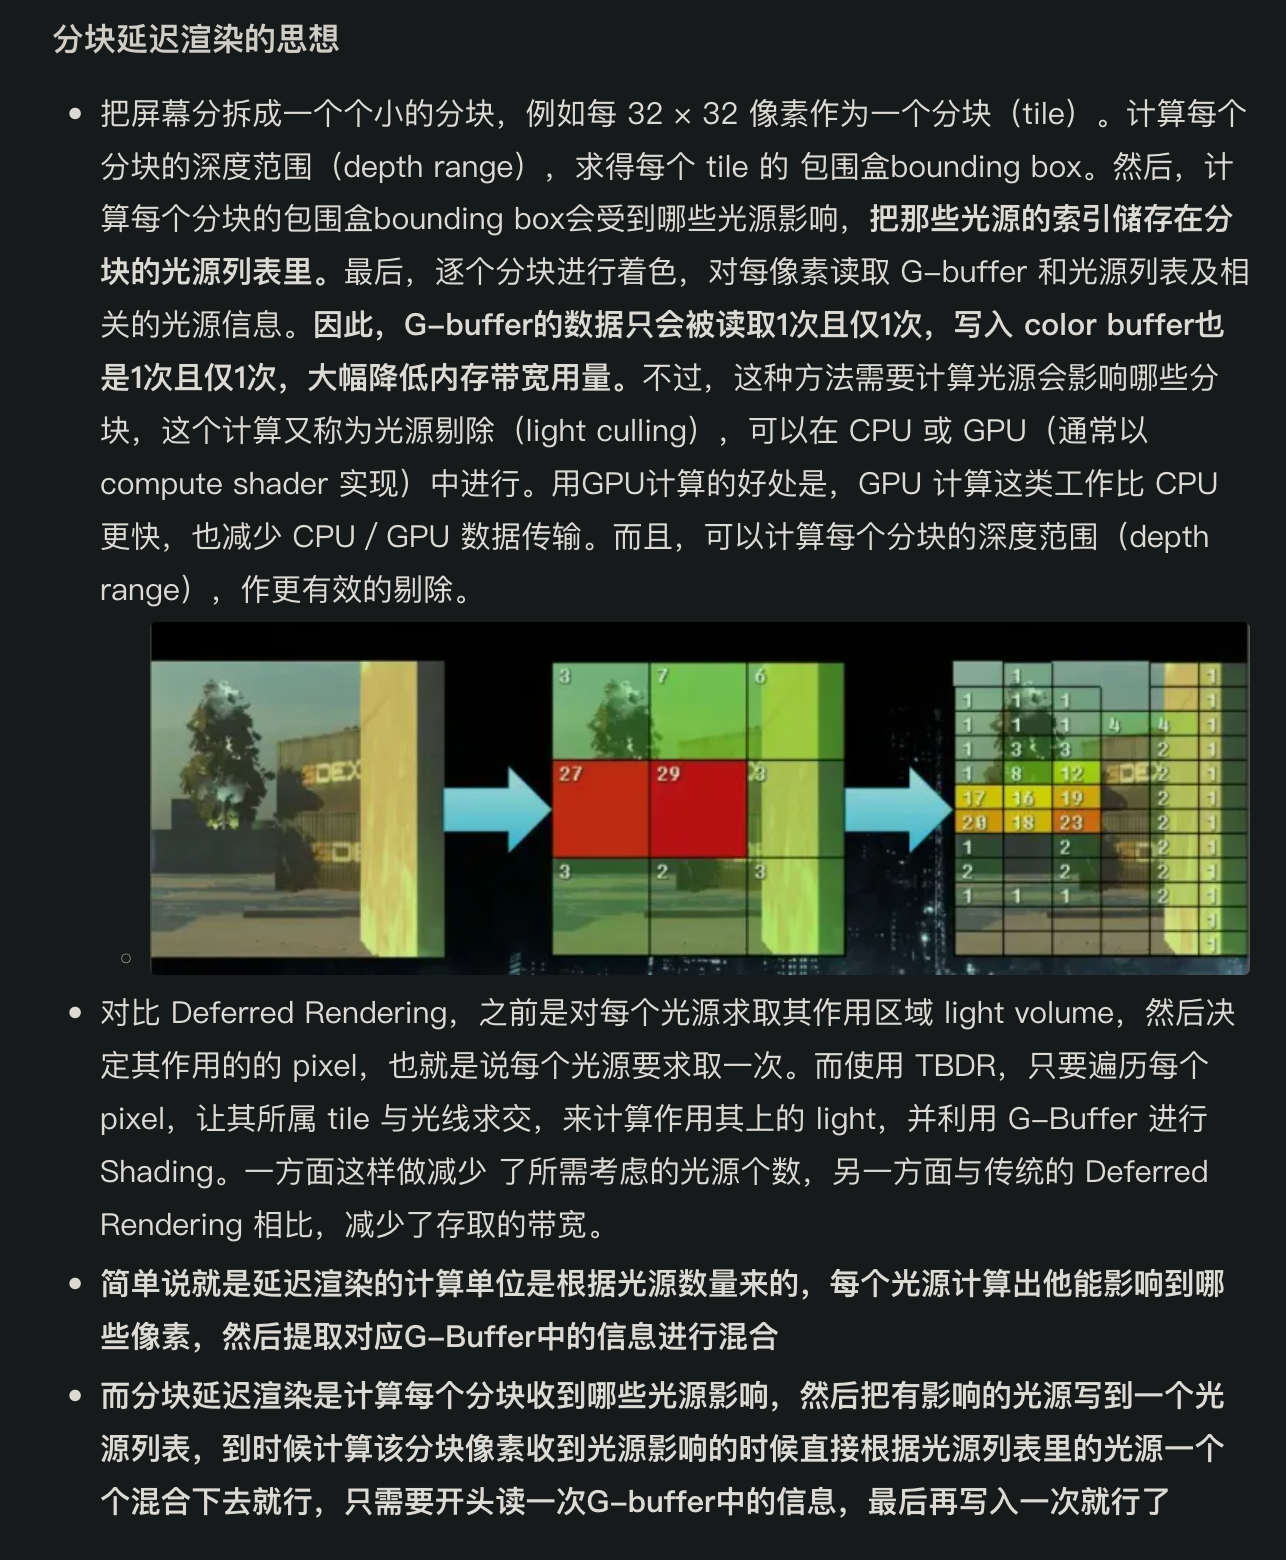 分块延迟渲染的思想
把屏幕分拆成一个个小的分块，例如每 32 × 32 像素作为一个分块（tile）。计算每个
分块的深度范围（depth range），求得每个 tile 的 包围盒bounding box。然后，计
算每个分块的包围盒bounding box会受到哪些光源影响，把那些光源的索引储存在分
块的光源列表里。最后，逐个分块进行着色，对每像素读取 G-buffer 和光源列表及相
关的光源信息。因此，G-buffer的数据只会被读取1次且仅1次，写入 color buffer也
是1次且仅1次，大幅降低内存带宽用量。不过，这种方法需要计算光源会影响哪些分
块，这个计算又称为光源剔除（light culling），可以在 CPU 或 GPU（通常以
compute shader 实现）中进行。用GPU计算的好处是，GPU 计算这类工作比 CPU
更快，也减少 CPU / GPU 数据传输。而且，可以计算每个分块的深度范围（depth
range），作更有效的剔除。
3 7 6
27 29 3
3 2 3
1 1
1 1 1 1
1 1 1 4 4 1
1 3 3 2 1
1 8 12 2 1
17 16 19 2 1
20 18 23 2 1
1 2 2 1
2 2 2 1
1 1 1 2 1
1
1
对比 Deferred Rendering，之前是对每个光源求取其作用区域 light volume，然后决
定其作用的的 pixel，也就是说每个光源要求取一次。而使用 TBDR，只要遍历每个
pixel，让其所属 tile 与光线求交，来计算作用其上的 light，并利用 G-Buffer 进行
Shading。一方面这样做减少 了所需考虑的光源个数，另一方面与传统的 Deferred
Rendering 相比，减少了存取的带宽。
简单说就是延迟渲染的计算单位是根据光源数量来的，每个光源计算出他能影响到哪
些像素，然后提取对应G-Buffer中的信息进行混合
而分块延迟渲染是计算每个分块收到哪些光源影响，然后把有影响的光源写到一个光
源列表，到时候计算该分块像素收到光源影响的时候直接根据光源列表里的光源一个
个混合下去就行，只需要开头读一次G-buffer中的信息，最后再写入一次就行了